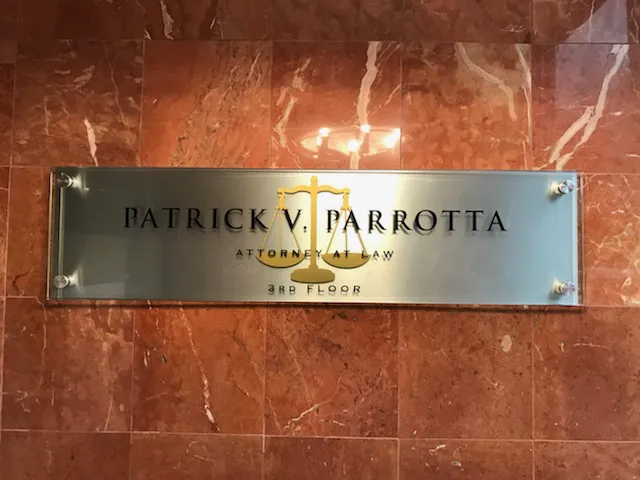 PATRICK V. PARROTTA
ATTORNEY AT LAW
3RD FLOOR